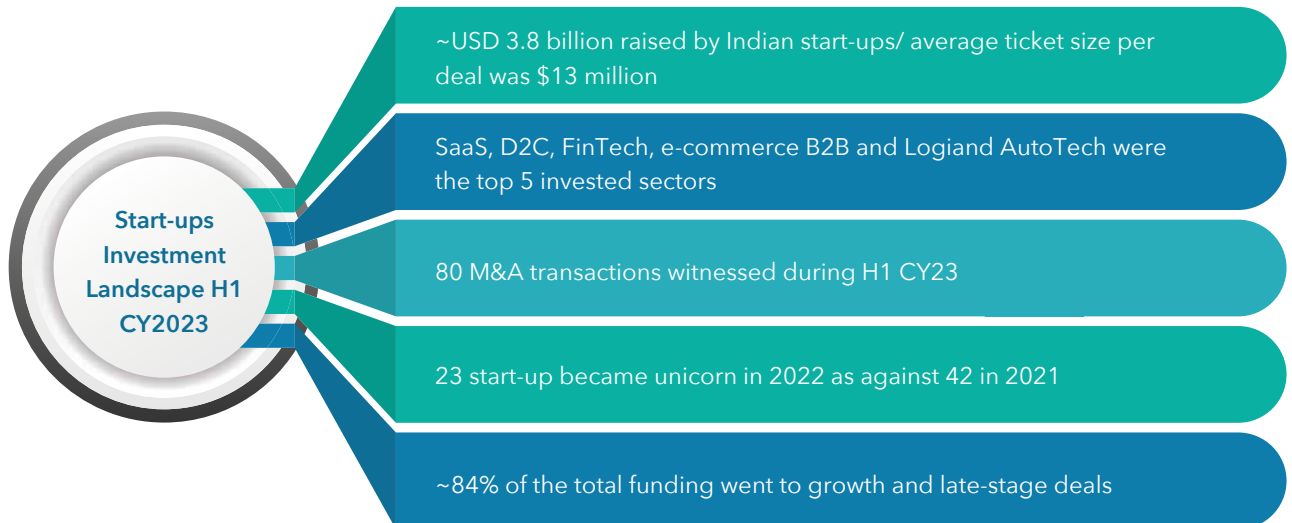 Start-ups
Investment
Landscape H1
CY2023
~USD 3.8 billion raised by Indian start-ups/ average ticket size per
deal was $13 million
SaaS, D2C, FinTech, e-commerce B2B and Logiand AutoTech were
the top 5 invested sectors
80 M&A transactions witnessed during H1 CY23
23 start-up became unicorn in 2022 as against 42 in 2021
~84% of the total funding went to growth and late-stage deals